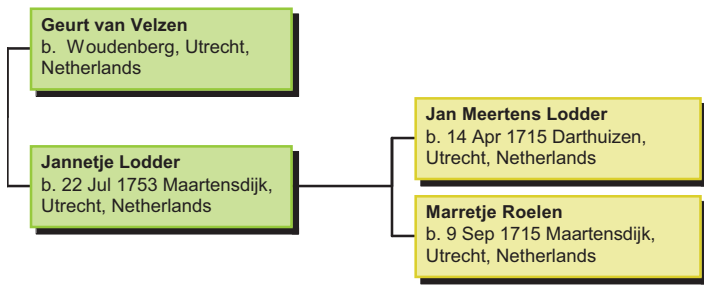 Geurt van Velzen
b. Woudenberg, Utrecht,
Netherlands
Jannetje Lodder
b. 22 Jul 1753 Maartensdijk,
Utrecht, Netherlands
Jan Meertens Lodder
b. 14 Apr 1715 Darthuizen,
Utrecht, Netherlands
Marretje Roelen
b. 9 Sep 1715 Maartensdijk,
Utrecht, Netherlands